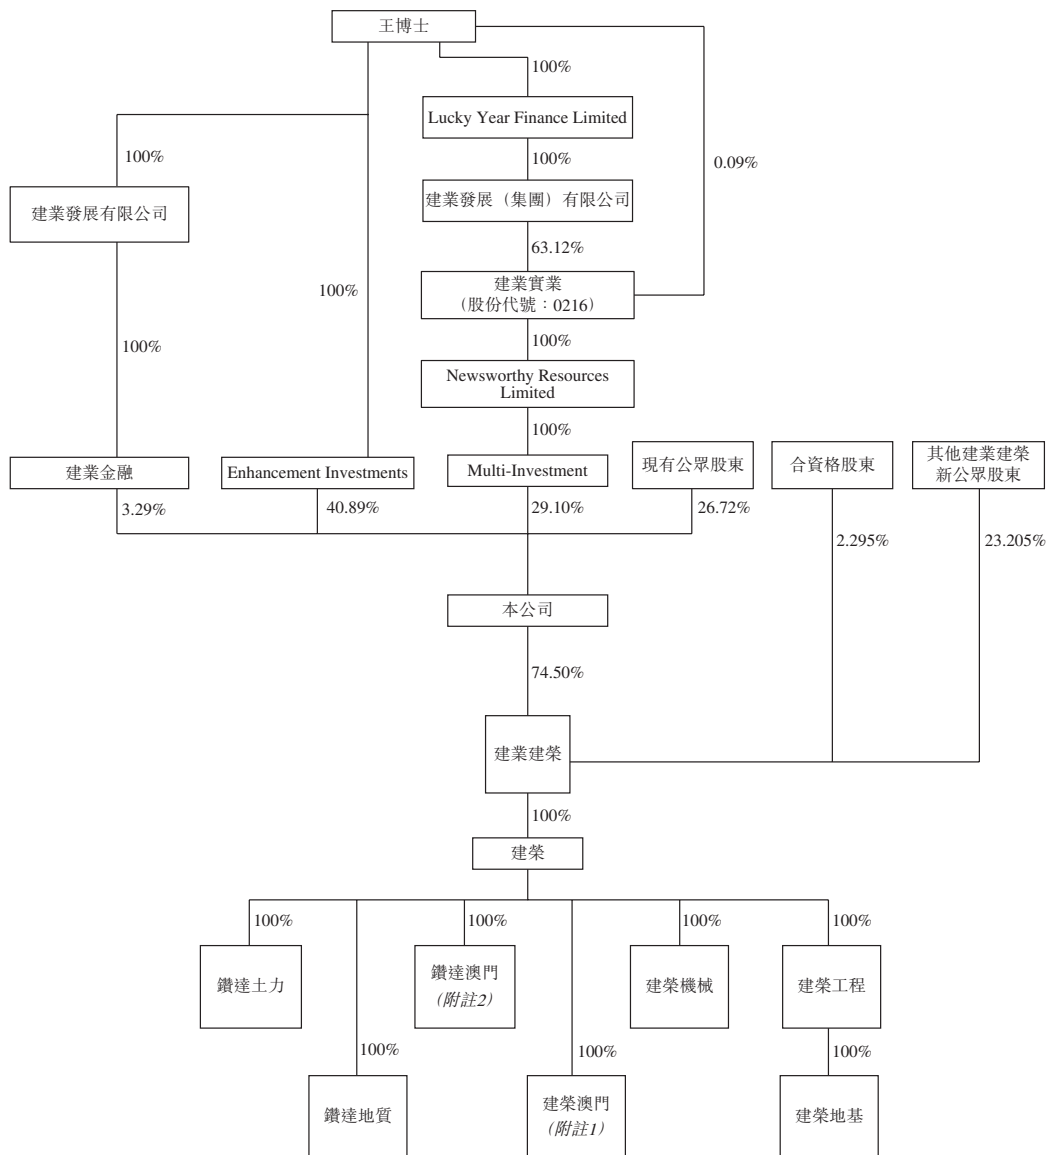 王博士
100%
Lucky Year Finance Limited
100%
100%
0.09%
建業發展有限公司
建業發展（集團）有限公司
63.12%
建業實業
（股份代號：0216）
100%
100%
100%
Newsworthy Resources
Limited
100%
建業金融
Enhancement Investments
Multi-Investment
現有公眾股東
合資格股東
其他建業建榮
新公眾股東
3.29%
40.89%
29.10%
26.72%
2.295%
23.205%
本公司
74.50%
建業建榮
100%
建榮
100%
100%
100%
100%
鑽達土力
鑽達澳門
（附註2）
建榮機械
建榮工程
100%
100%
100%
鑽達地質
建榮澳門
（附註1）
建榮地基